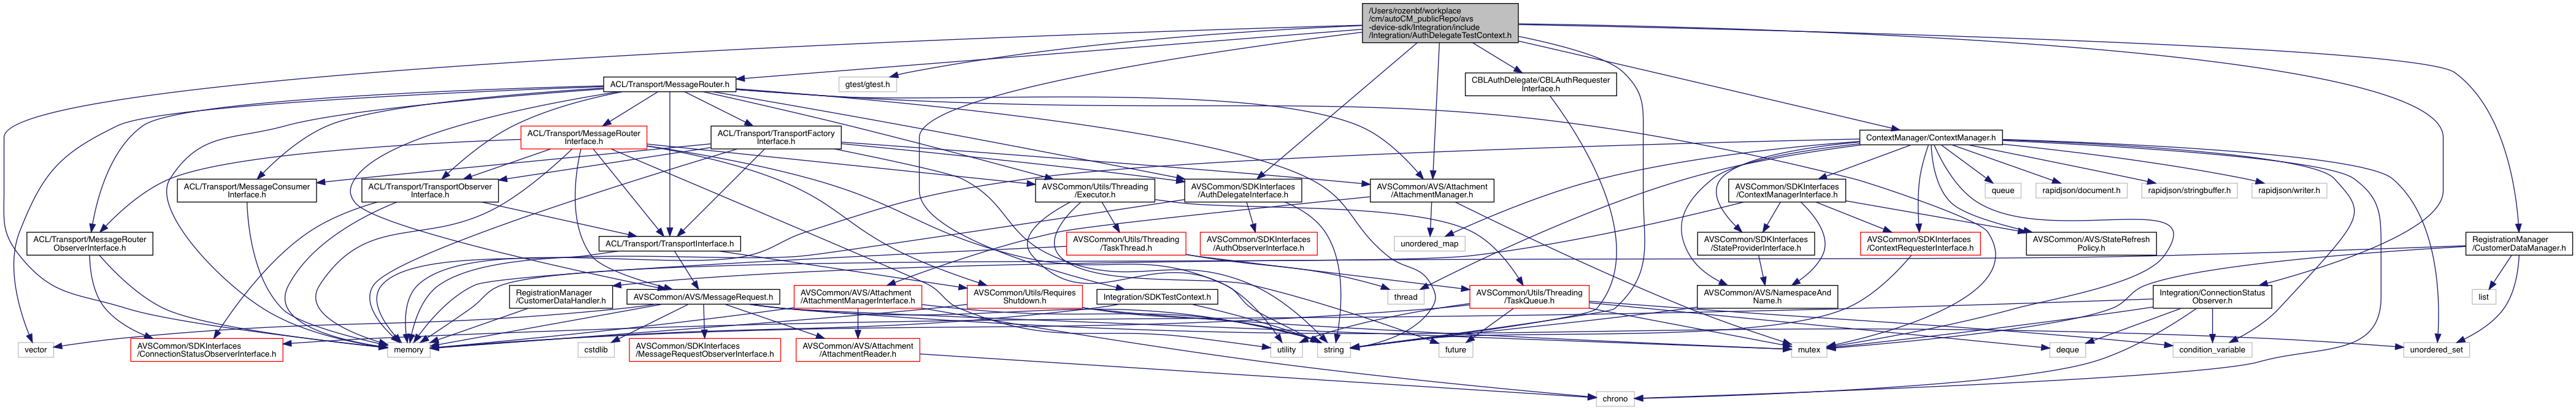 /Users/rozenbf/workplace
/cm/autoCM_publicRepo/avs
-device-sdk/Integration/include
/Integration/AuthDelegateTestContext.h
ACL/Transport/MessageRouter.h
gtest/gtest.h
CBLAuthDelegate/CBLAuthRequester
Interface.h
ACL/Transport/MessageRouter
Interface.h
ACL/Transport/TransportFactory
Interface.h
ContextManager/ContextManager.h
ACL/Transport/MessageConsumer
Interface.h
ACL/Transport/TransportObserver
Interface.h
AVSCommon/Utils/Threading
/Executor.h
AVSCommon/SDKInterfaces
/AuthDelegateInterface.h
AVSCommon/AVS/Attachment
/AttachmentManager.h
AVSCommon/SDKInterfaces
/ContextManagerInterface.h
queue
rapidjson/document.h
rapidjson/stringbuffer.h
rapidjson/writer.h
ACL/Transport/MessageRouter
ObserverInterface.h
ACL/Transport/TransportInterface.h
AVSCommon/Utils/Threading
/TaskThread.h
AVSCommon/SDKInterfaces
/AuthObserverInterface.h
unordered_map
AVSCommon/SDKInterfaces
/StateProviderInterface.h
AVSCommon/SDKInterfaces
/ContextRequesterInterface.h
AVSCommon/AVS/StateRefresh
Policy.h
RegistrationManager
/CustomerDataManager.h
RegistrationManager
/CustomerDataHandler.h
AVSCommon/AVS/MessageRequest.h
AVSCommon/AVS/Attachment
/AttachmentManagerInterface.h
AVSCommon/Utils/Requires
Shutdown.h
Integration/SDKTestContext.h
thread
AVSCommon/Utils/Threading
/TaskQueue.h
AVSCommon/AVS/NamespaceAnd
Name.h
Integration/ConnectionStatus
Observer.h
list
vector
AVSCommon/SDKInterfaces
/ConnectionStatusObserverInterface.h
memory
cstdlib
AVSCommon/SDKInterfaces
/MessageRequestObserverInterface.h
AVSCommon/AVS/Attachment
/AttachmentReader.h
utility
string
future
mutex
deque
condition_variable
unordered_set
chrono